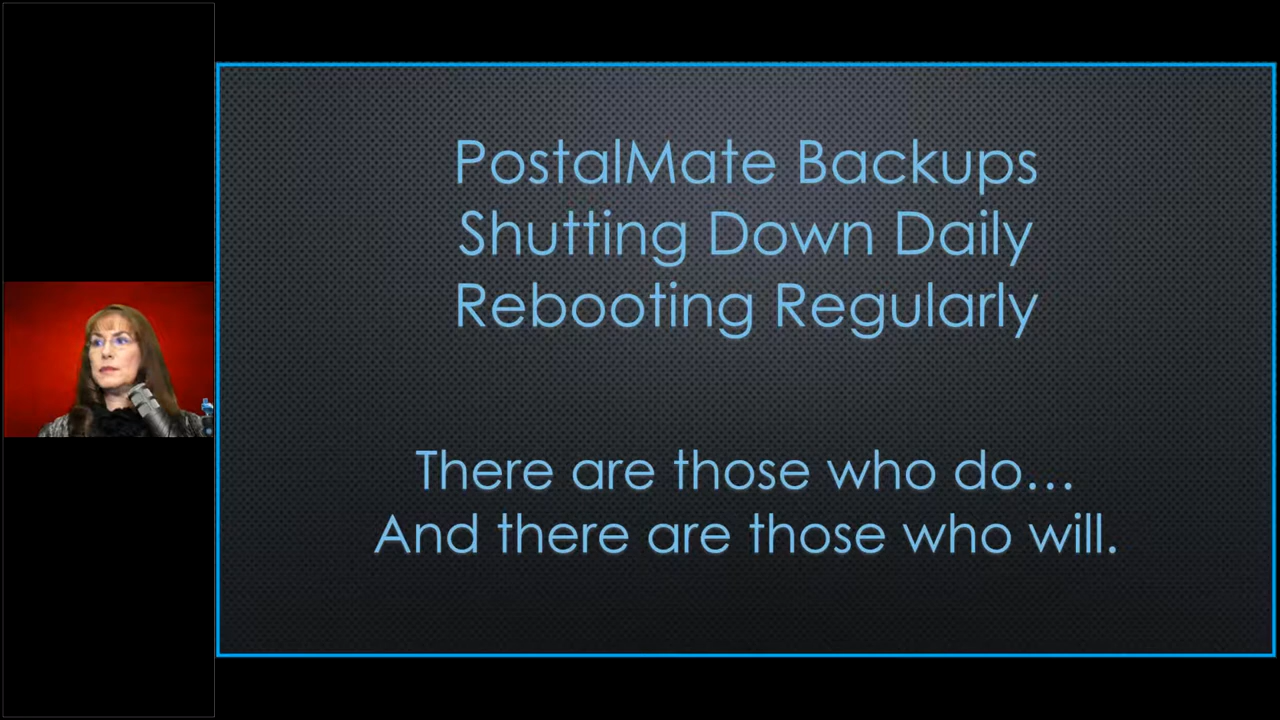 PostalMate Backups
Shutting Down Daily
Rebooting Regularly
There are those who do…
And there are those who will.